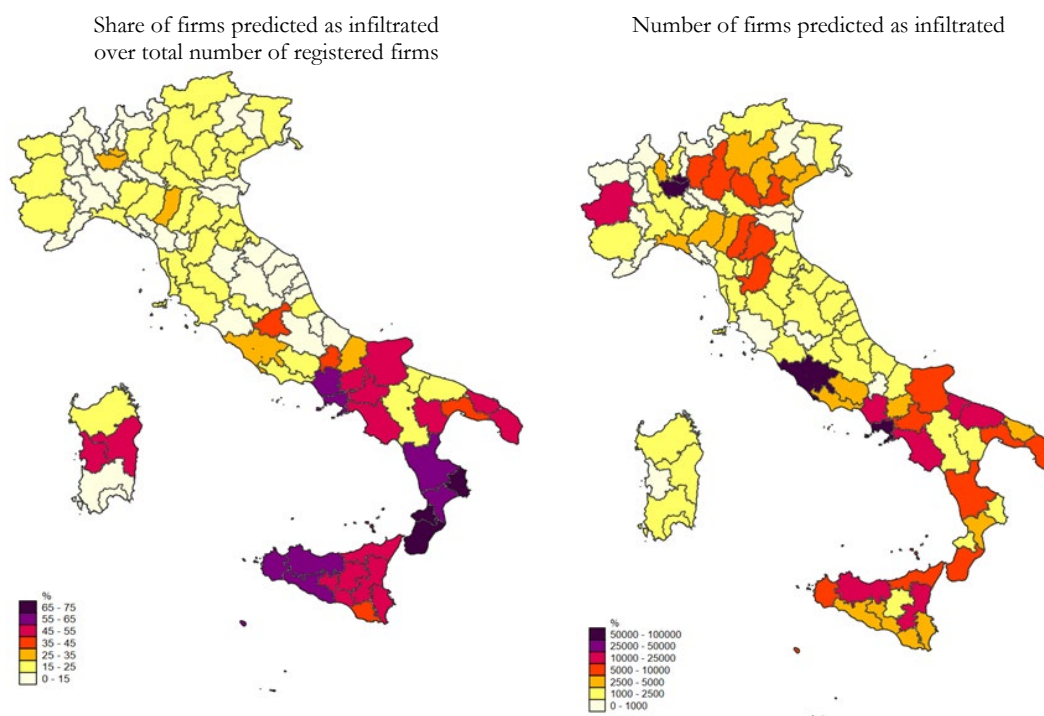 Share of firms predicted as infiltrated
over total number of registered firms
Number of firms predicted as infiltrated
%
65 - 75
55 - 65
45 - 55
35 - 45
25 - 35
15 - 25
0 - 15
%
50000 - 100000
25000 - 50000
10000 - 25000
5000 - 10000
2500 - 5000
1000 - 2500
0 - 1000